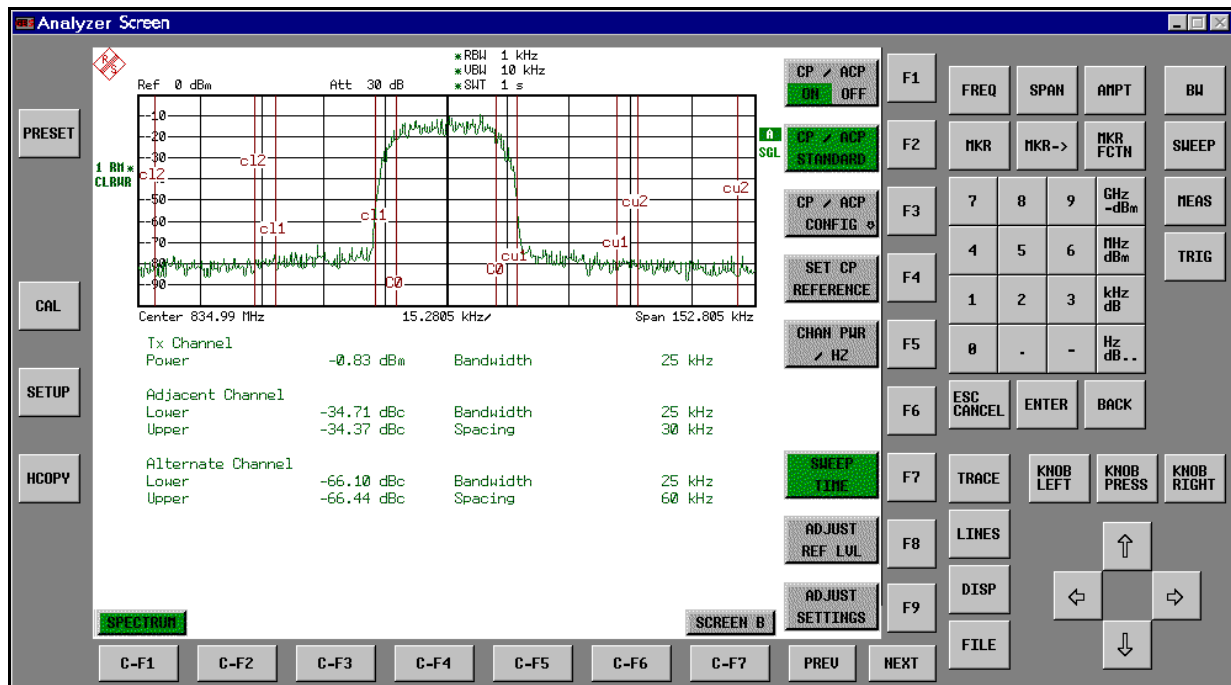 Analyzer Screen
R
S
*RBW 1 kHz
*VBW 10 kHz
Ref 0 dBm Att 30 dB *SWT 1 s
-10
-20
-30
-50
-60
-70
-80
-90
1 RM *
CLRWR
A
SGL
cl2
cl2
cl1
cl1
C0
C0
cu1
cu1
cu2
cu2
Center 834.99 MHz 15.2805 kHz/ Span 152.805 kHz
Tx Channel
Power -0.83 dBm Bandwidth 25 kHz
Adjacent Channel
Lower -34.71 dBc Bandwidth 25 kHz
Upper -34.37 dBc Spacing 30 kHz
Alternate Channel
Lower -66.10 dBc Bandwidth 25 kHz
Upper -66.44 dBc Spacing 60 kHz
SPECTRUM
SCREEN B
PRESET
CAL
SETUP
HCOPY
CP / ACP
ON OFF
CP / ACP
STANDARD
CP / ACP
CONFIG
SET CP
REFERENCE
CHAN PWR
/ HZ
SWEEP
TIME
ADJUST
REF LVL
ADJUST
SETTINGS
F1
F2
F3
F4
F5
F6
F7
F8
F9
FREQ SPAN AMPT BW
MKR MKR-> MKR FCTN SWEEP
7 8 9 GHz -dBm MEAS
4 5 6 MHz dBm TRIG
1 2 3 kHz dB
0 . - Hz dB..
ESC CANCEL ENTER BACK
TRACE KNOB LEFT KNOB PRESS KNOB RIGHT
LINES
DISP
FILE
C-F1 C-F2 C-F3 C-F4 C-F5 C-F6 C-F7 PREV NEXT